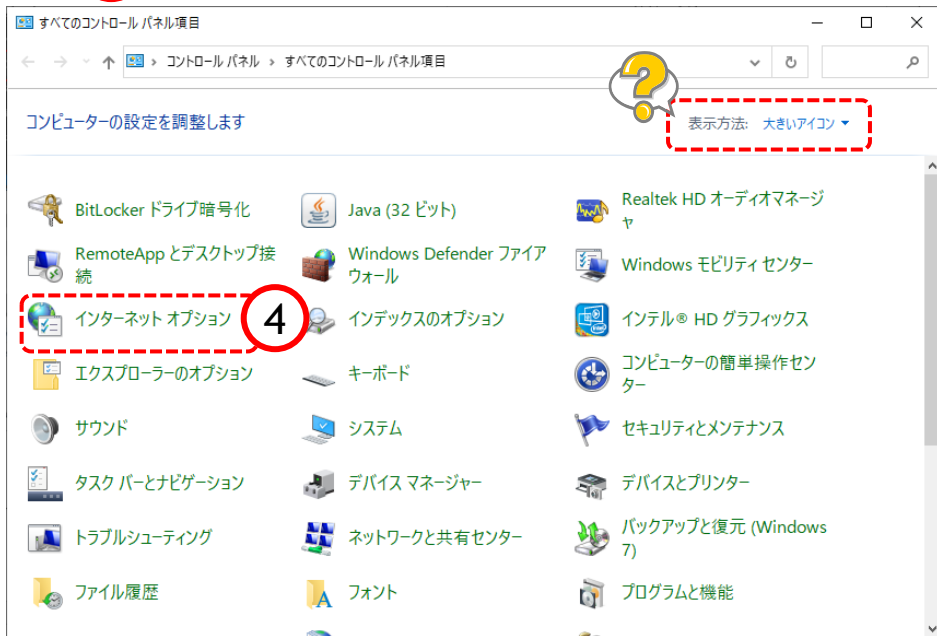 すべてのコントロール パネル項目
コントロール パネル › すべてのコントロール パネル項目
?
コンピューターの設定を調整します
表示方法: 大きいアイコン
BitLocker ドライブ暗号化
Java (32 ビット)
Realtek HD オーディオマネージ
ャ
RemoteApp とデスクトップ接
続
Windows Defender ファイア
ウォール
Windows モビリティ センター
インターネット オプション
4
インデックスのオプション
インテル® HD グラフィックス
エクスプローラーのオプション
キーボード
コンピューターの簡単操作セン
ター
サウンド
システム
セキュリティとメンテナンス
タスク バーとナビゲーション
デバイス マネージャー
デバイスとプリンター
トラブルシューティング
ネットワークと共有センター
バックアップと復元 (Windows
7)
ファイル履歴
フォント
プログラムと機能